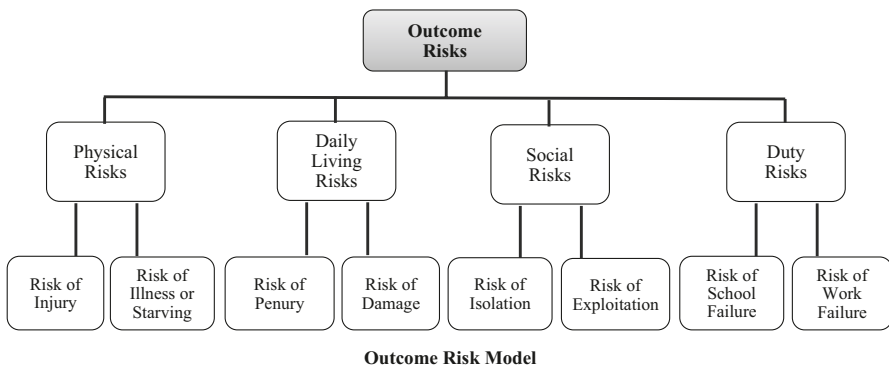 Outcome
Risks
Physical
Risks
Daily
Living
Risks
Social
Risks
Duty
Risks
Risk of
Injury
Risk of
Illness or
Starving
Risk of
Penury
Risk of
Damage
Risk of
Isolation
Risk of
Exploitation
Risk of
School
Failure
Risk of
Work
Failure
Outcome Risk Model